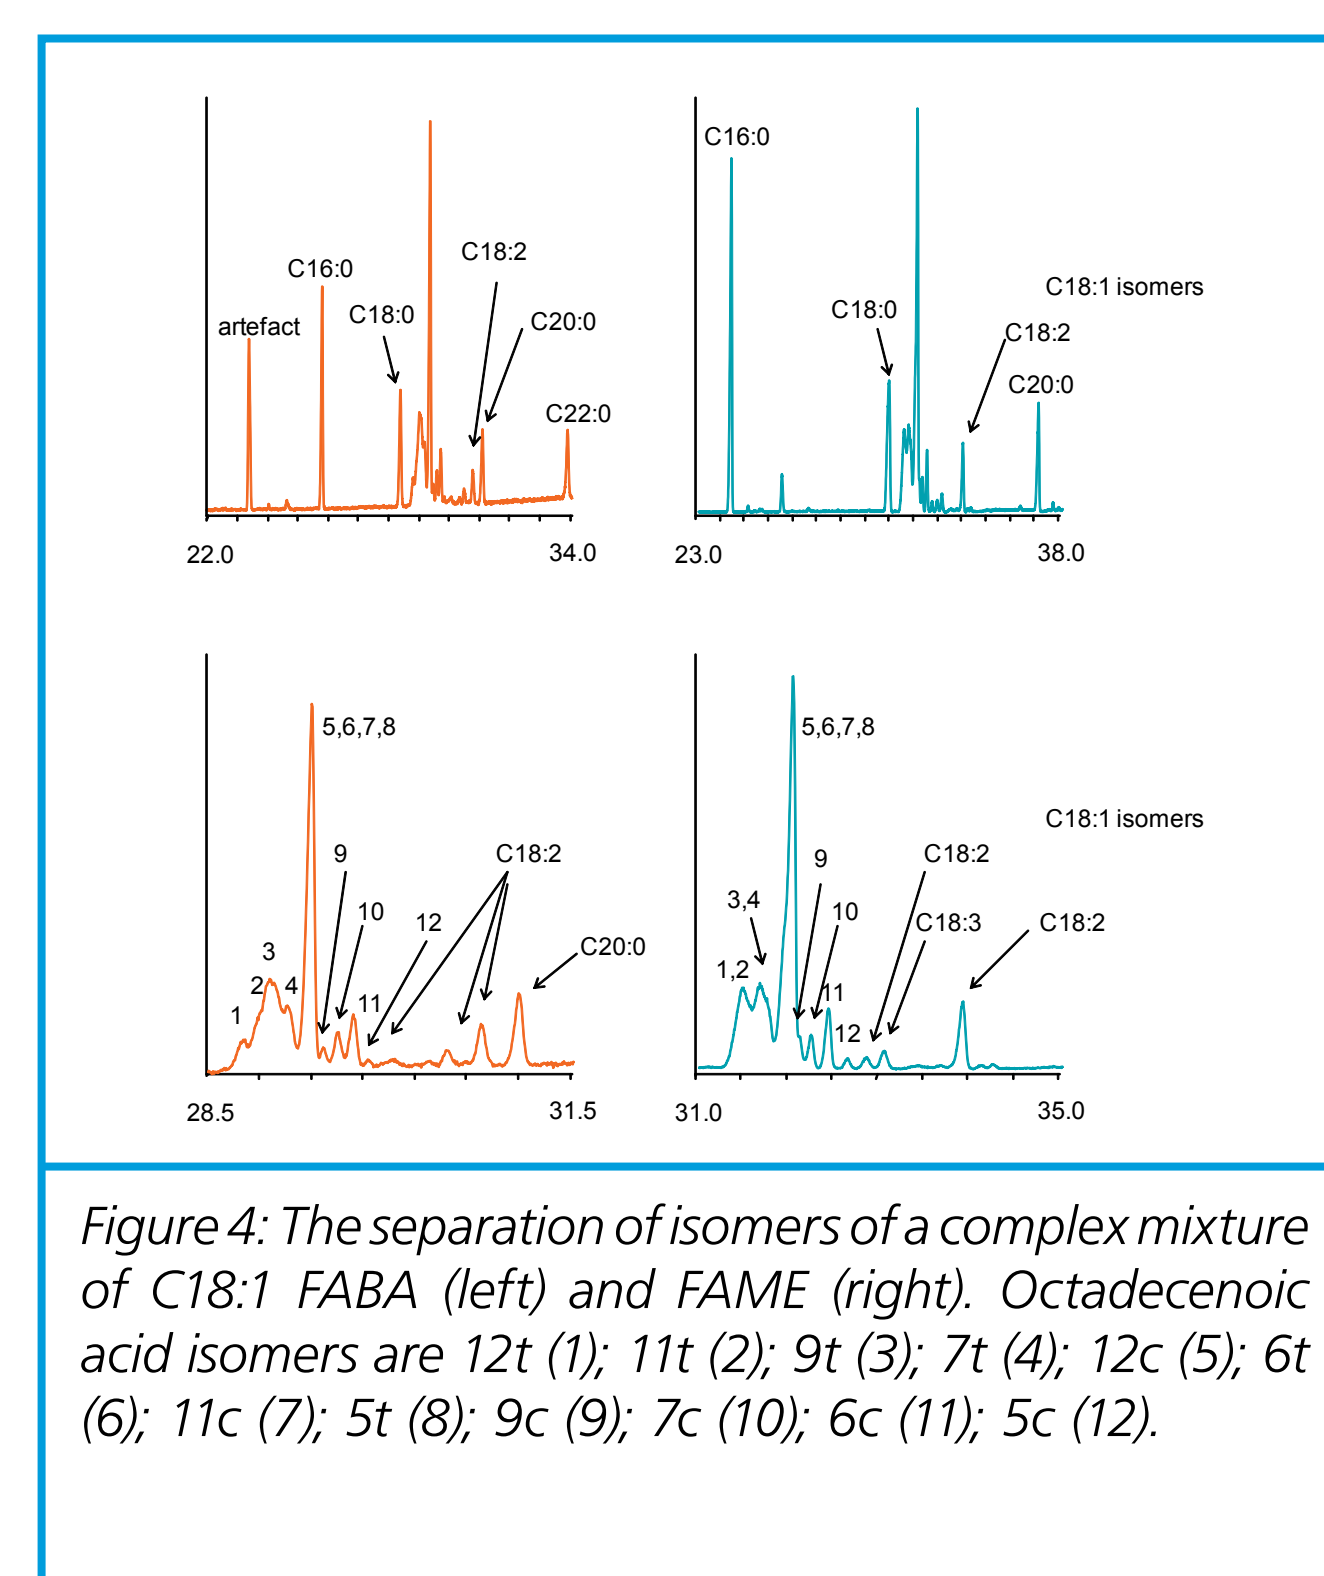 C16:0
C18:2
C16:0
C18:1 isomers
C18:0
C18:0
C20:0
artefact
C18:2
C20:0
C22:0
22.0
34.0
23.0
38.0
5,6,7,8
5,6,7,8
C18:1 isomers
9
C18:2
9
C18:2
3,4
10
12
10
C18:3
C18:2
3
C20:0
1,2
2
4
11
11
1
12
28.5
31.5
31.0
35.0
Figure 4: The separation of isomers of a complex mixture
of C18:1 FABA (left) and FAME (right). Octadecenoic
acid isomers are 12t (1); 11t (2); 9t (3); 7t (4); 12c (5); 6t
(6); 11c (7); 5t (8); 9c (9); 7c (10); 6c (11); 5c (12).